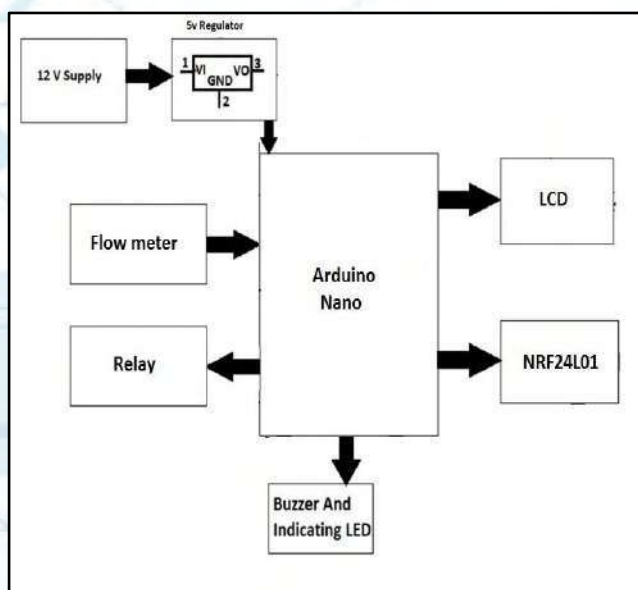 5v Regulator
12 V Supply
1 VI VO 3
GND
2
Flow meter
Arduino
Nano
LCD
Relay
NRF24L01
Buzzer And
Indicating LED